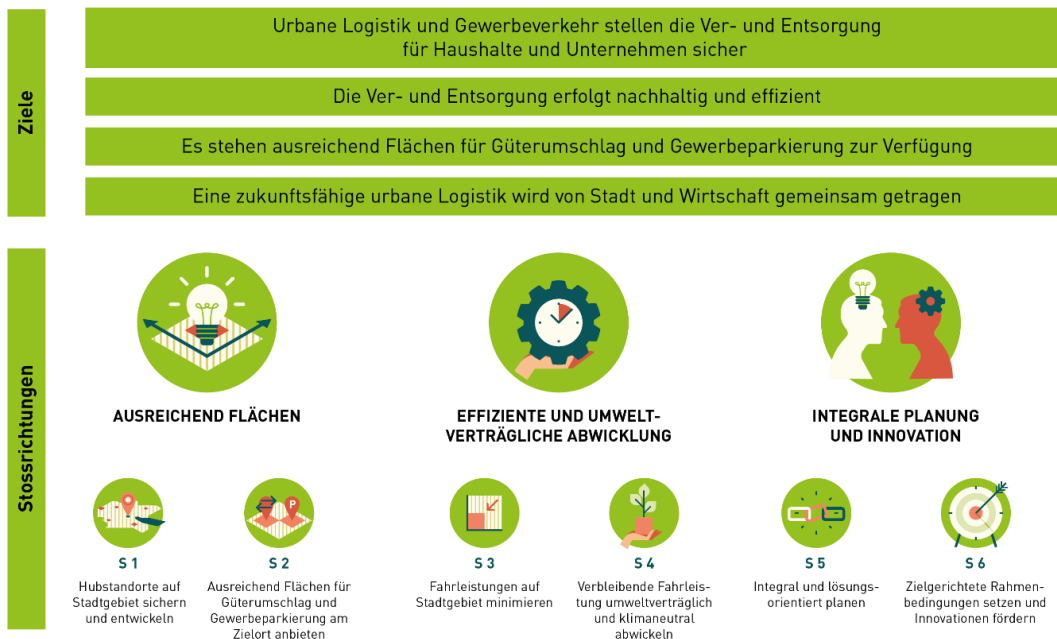 Ziele
Urbane Logistik und Gewerbeverkehr stellen die Ver- und Entsorgung
für Haushalte und Unternehmen sicher
Die Ver- und Entsorgung erfolgt nachhaltig und effizient
Es stehen ausreichend Flächen für Güterumschlag und Gewerbeparkierung zur Verfügung
Eine zukunftsfähige urbane Logistik wird von Stadt und Wirtschaft gemeinsam getragen
Stossrichtungen
AUSREICHEND FLÄCHEN
EFFIZIENTE UND UMWELT-
VERTRÄGLICHE ABWICKLUNG
INTEGRALE PLANUNG
UND INNOVATION
P
S 1
Hubstandorte auf
Stadtgebiet sichern
und entwickeln
S 2
Ausreichend Flächen für
Güterumschlag und
Gewerbeparkierung am
Zielort anbieten
S 3
Fahrleistungen auf
Stadtgebiet minimieren
S 4
Verbleibende Fahrleis-
tung umweltverträglich
und klimaneutral
abwickeln
S 5
Integral und lösungs-
orientiert planen
S 6
Zielgerichtete Rahmen-
bedingungen setzen und
Innovationen fördern